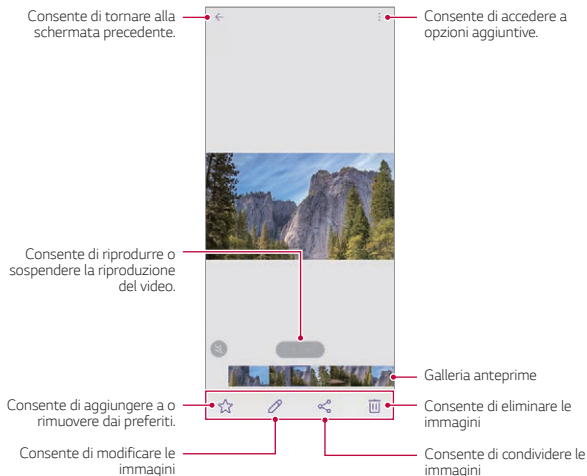 Consente di tornare alla
schermata precedente.
Consente di accedere a
opzioni aggiuntive.
Consente di riprodurre o
sospendere la riproduzione
del video.
Galleria anteprime
Consente di aggiungere a o
rimuovere dai preferiti.
Consente di eliminare le
immagini
Consente di modificare le
immagini
Consente di condividere le
immagini